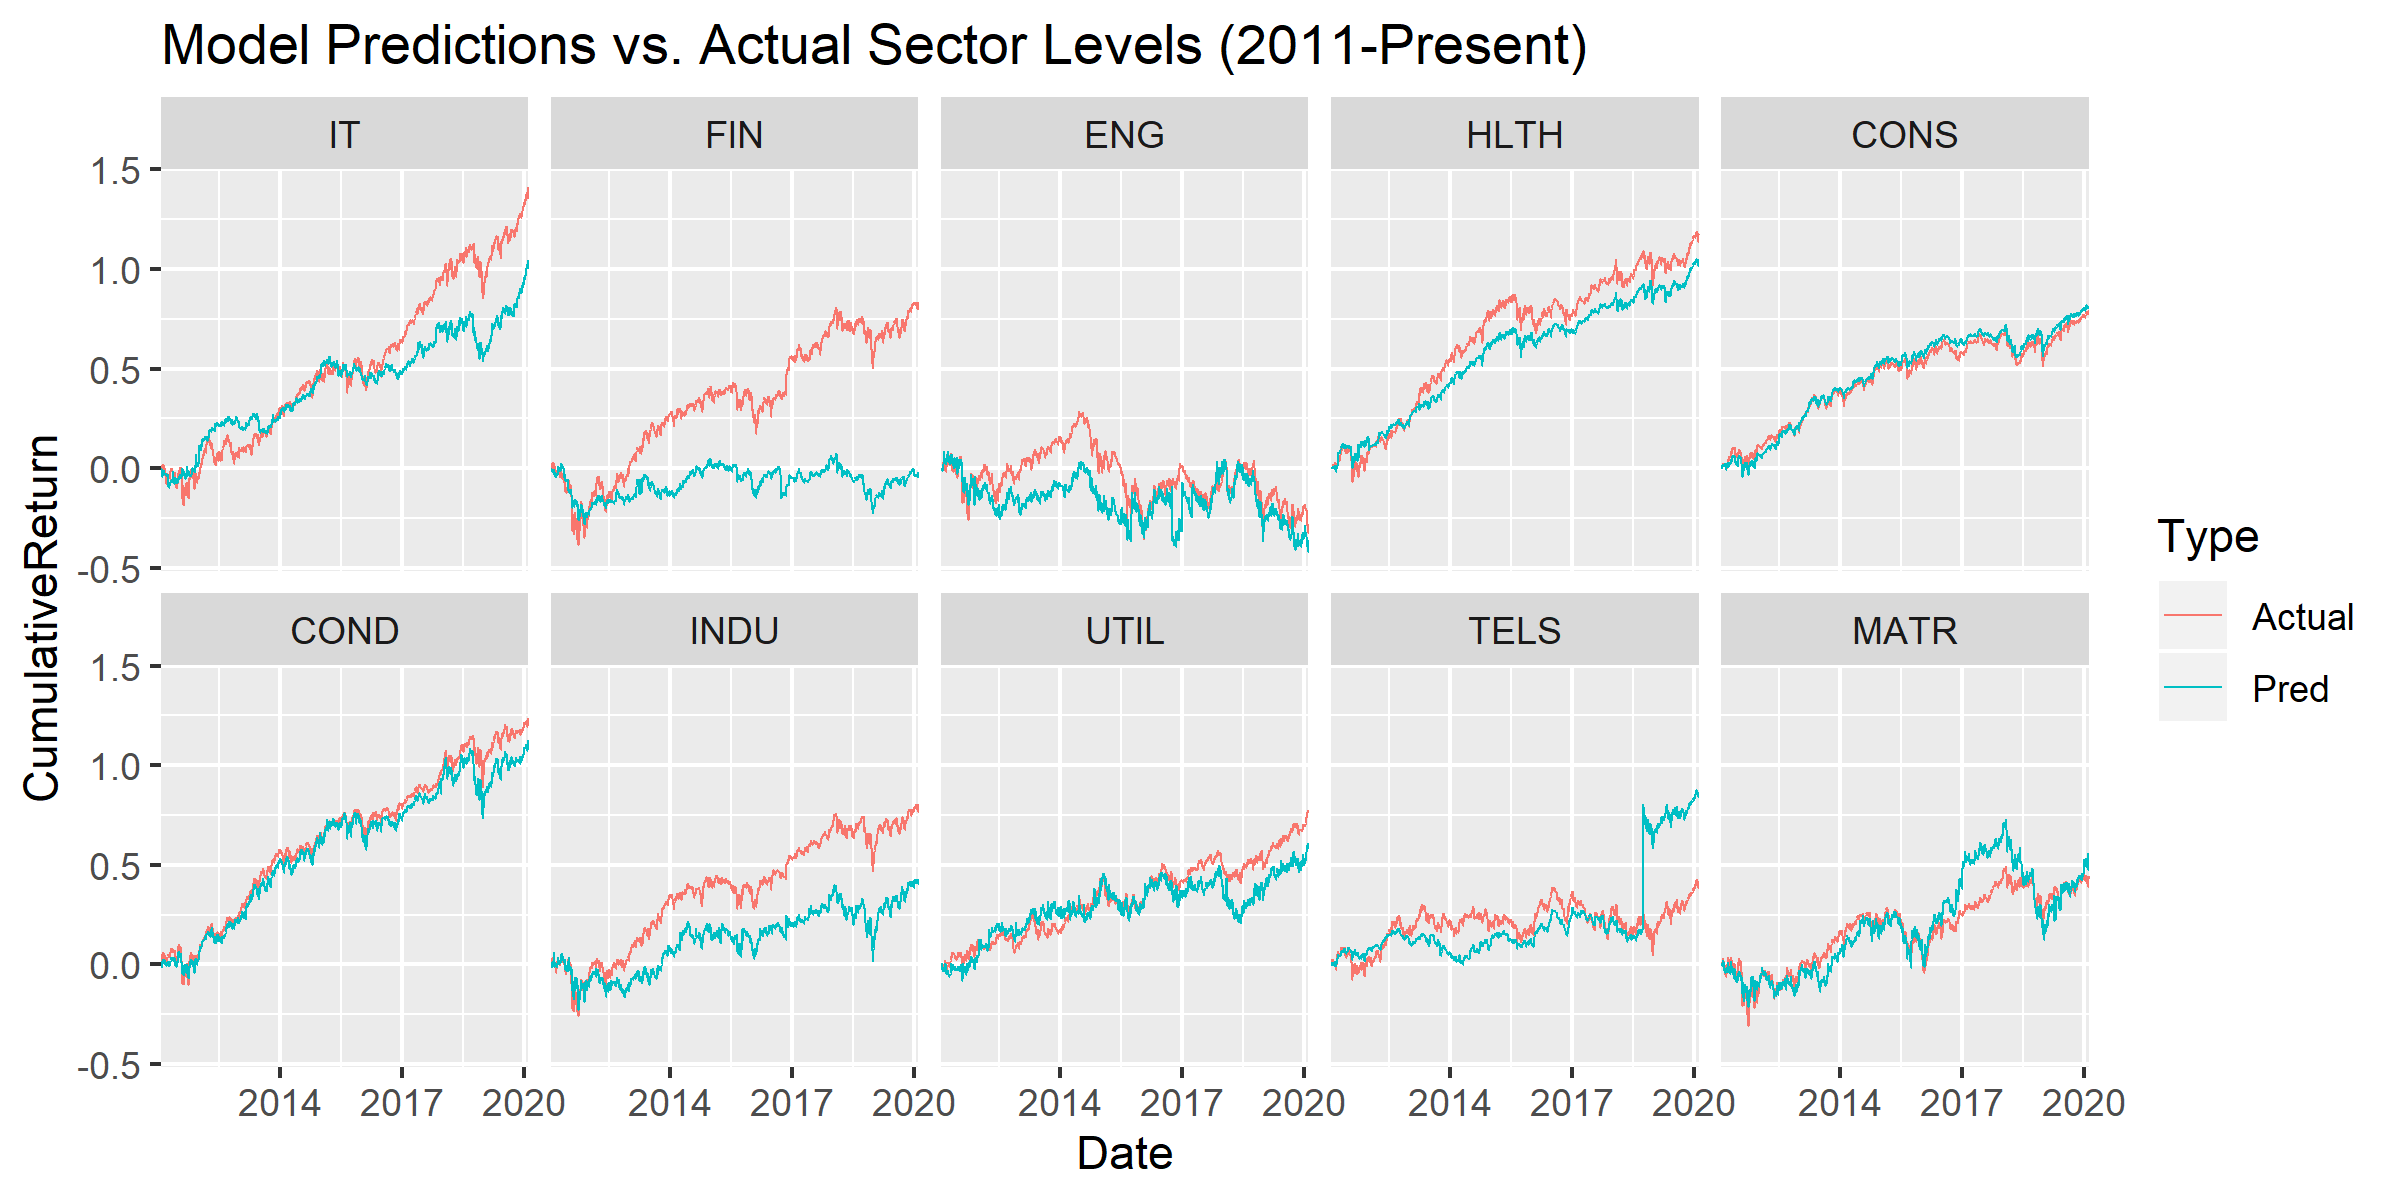 Model Predictions vs. Actual Sector Levels (2011-Present)
IT FIN ENG HLTH CONS
1.5
1.0
0.5
0.0
-0.5
COND INDU UTIL TELS MATR
1.5
1.0
0.5
0.0
-0.5
2014 2017 2020 2014 2017 2020 2014 2017 2020 2014 2017 2020 2014 2017 2020
Date
CumulativeReturn
Type
Actual
Pred